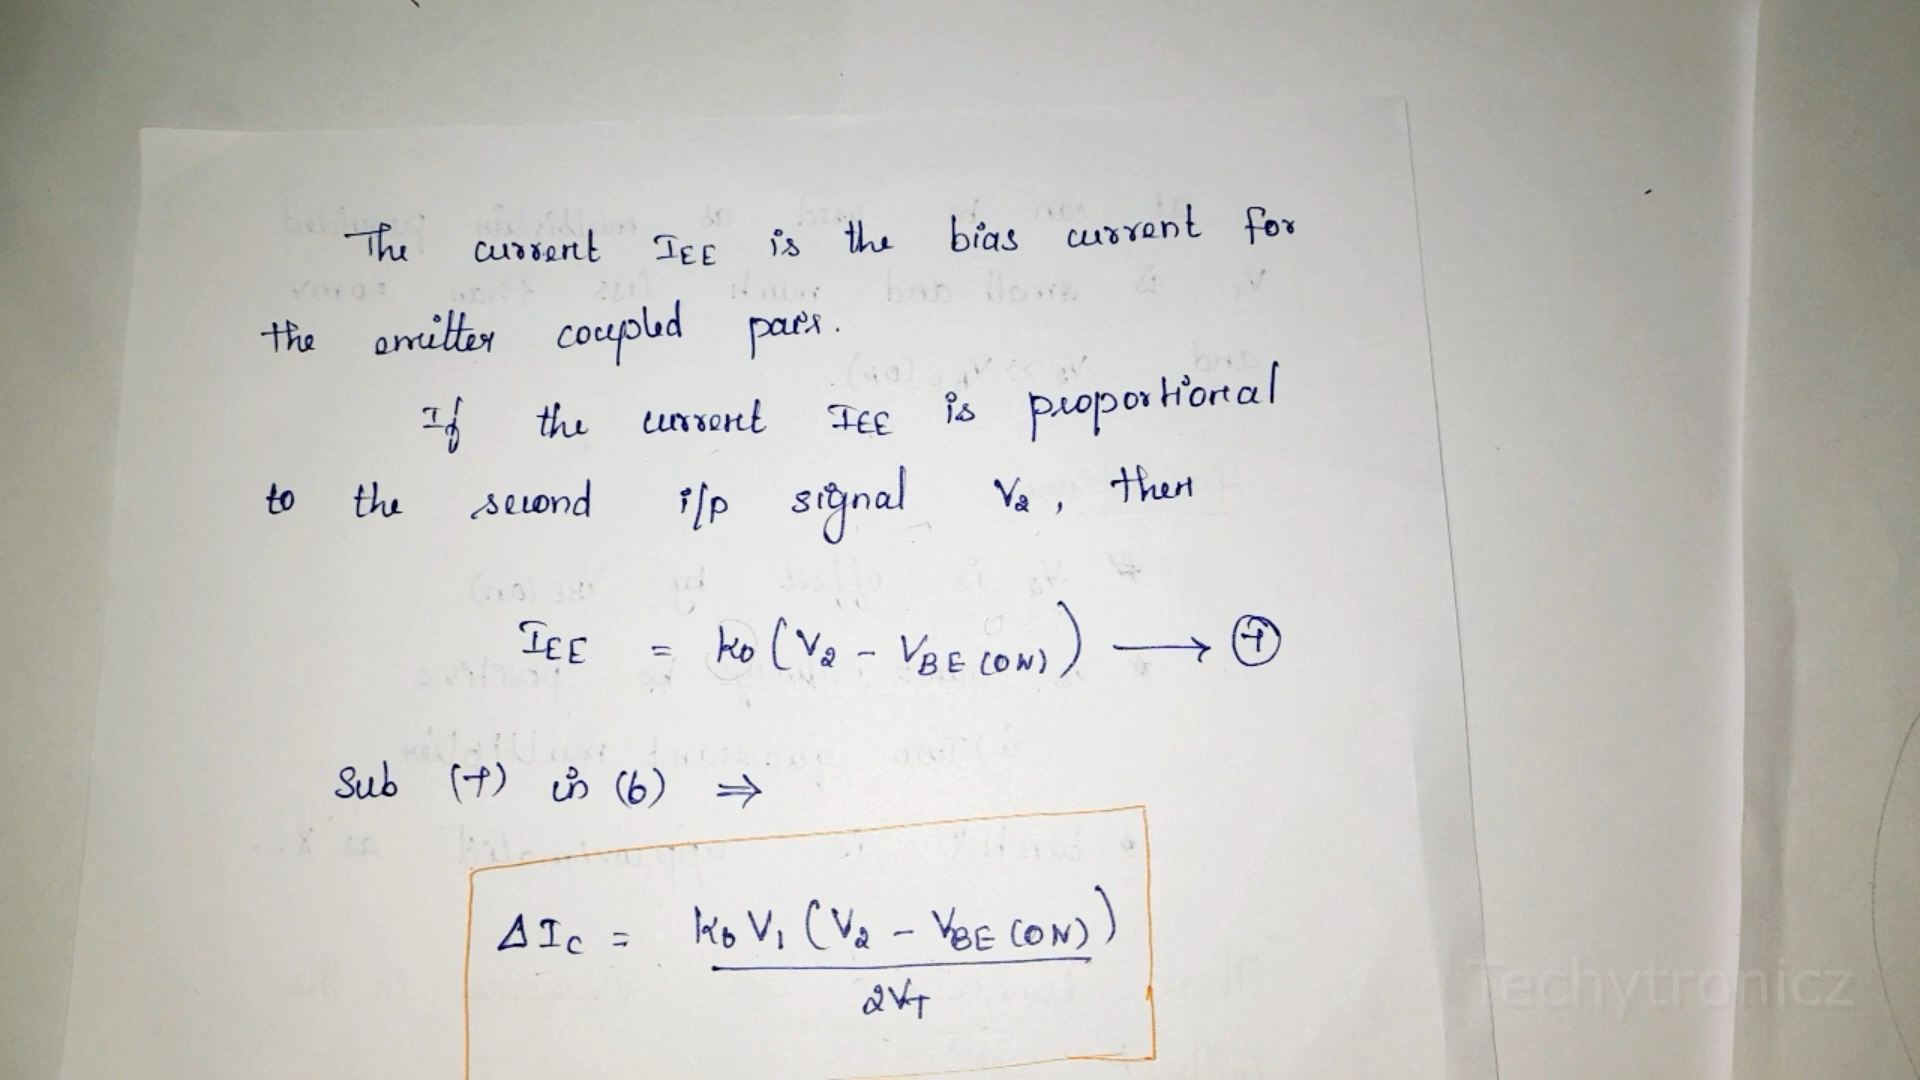 The current IEE is the bias current for
the emitter coupled pair.
If the current IEE is proportional
to the second i/p signal V2, then
IEE = K0 (V2 - VBE (ON)) ⟶ 7
Sub (7) in (6) ⇒
ΔIC = K0 V1 (V2 - VBE (ON))
2VT
Techytronicz